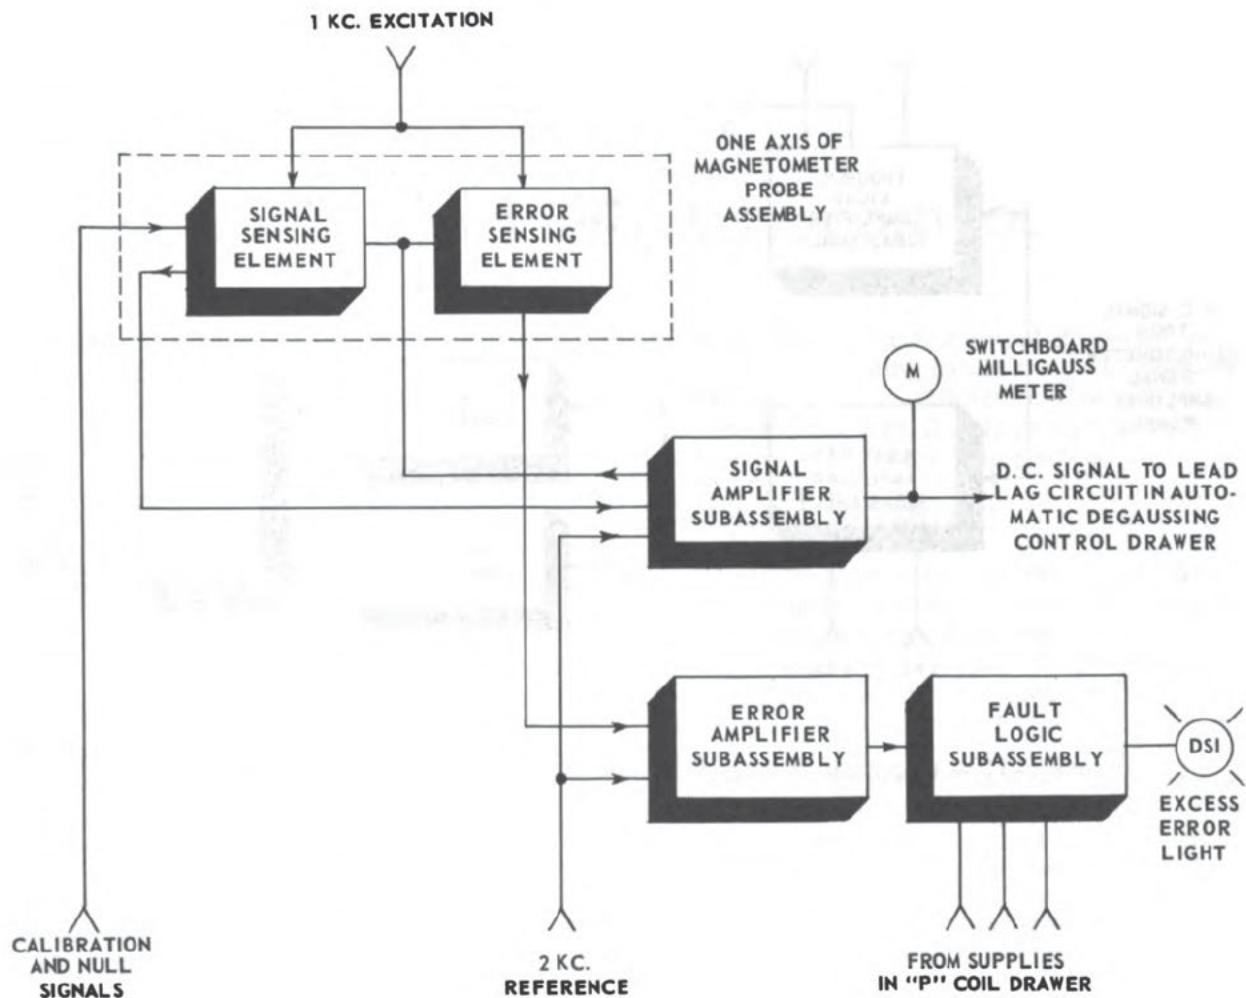 1 KC. EXCITATION
ONE AXIS OF
MAGNETOMETER
PROBE
ASSEMBLY
SIGNAL
SENSING
ELEMENT
ERROR
SENSING
ELEMENT
SWITCHBOARD
MILLIGAUSS
METER
M
SIGNAL
AMPLIFIER
SUBASSEMBLY
D.C. SIGNAL TO LEAD
LAG CIRCUIT IN AUTO-
MATIC DEGAUSSING
CONTROL DRAWER
ERROR
AMPLIFIER
SUBASSEMBLY
FAULT
LOGIC
SUBASSEMBLY
DSI
EXCESS
ERROR
LIGHT
CALIBRATION
AND NULL
SIGNALS
2 KC.
REFERENCE
FROM SUPPLIES
IN "P" COIL DRAWER